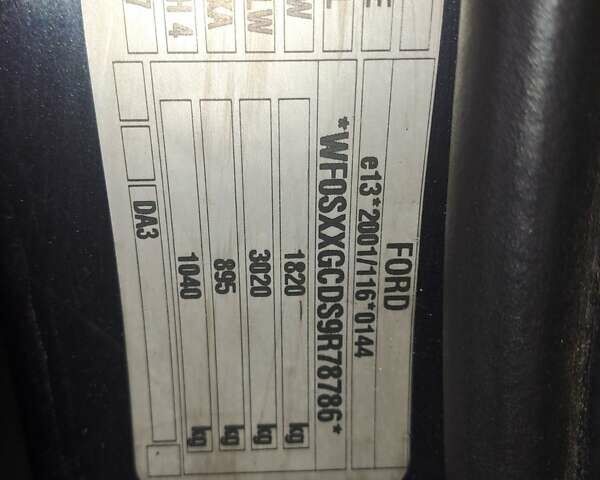 FORD
e13*2001/116*0144
*WF0SXXGCDS9R78786*
1820 kg
3020 kg
895 kg
1040 kg
DA3